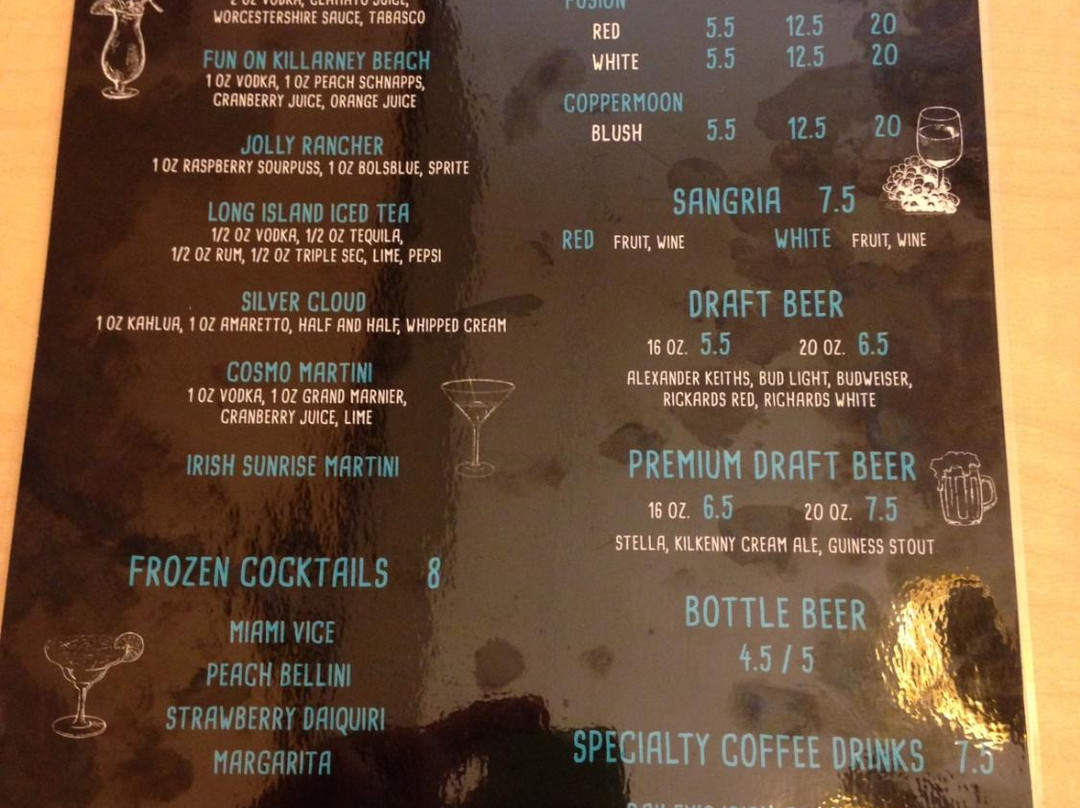 2 OZ VODKA, CLAMATO JUICE,
WORCESTERSHIRE SAUCE, TABASCO
FUN ON KILLARNEY BEACH
1 OZ VODKA, 1 OZ PEACH SCHNAPPS,
CRANBERRY JUICE, ORANGE JUICE
JOLLY RANCHER
1 OZ RASPBERRY SOURPUSS, 1 OZ BOLSBLUE, SPRITE
LONG ISLAND ICED TEA
1/2 OZ VODKA, 1/2 OZ TEQUILA,
1/2 OZ RUM, 1/2 OZ TRIPLE SEC, LIME, PEPSI
SILVER CLOUD
1 OZ KAHLUA, 1 OZ AMARETTO, HALF AND HALF, WHIPPED CREAM
COSMO MARTINI
1 OZ VODKA, 1 OZ GRAND MARNIER,
CRANBERRY JUICE, LIME
IRISH SUNRISE MARTINI
FROZEN COCKTAILS 8
MIAMI VICE
PEACH BELLINI
STRAWBERRY DAIQUIRI
MARGARITA
FUSION
RED 5.5 12.5 20
WHITE 5.5 12.5 20
COPPERMOON
BLUSH 5.5 12.5 20
SANGRIA 7.5
RED FRUIT, WINE WHITE FRUIT, WINE
DRAFT BEER
16 OZ. 5.5 20 OZ. 6.5
ALEXANDER KEITHS, BUD LIGHT, BUDWEISER,
RICKARDS RED, RICHARDS WHITE
PREMIUM DRAFT BEER
16 OZ. 6.5 20 OZ. 7.5
STELLA, KILKENNY CREAM ALE, GUINESS STOUT
BOTTLE BEER
4.5 / 5
SPECIALTY COFFEE DRINKS 7.5